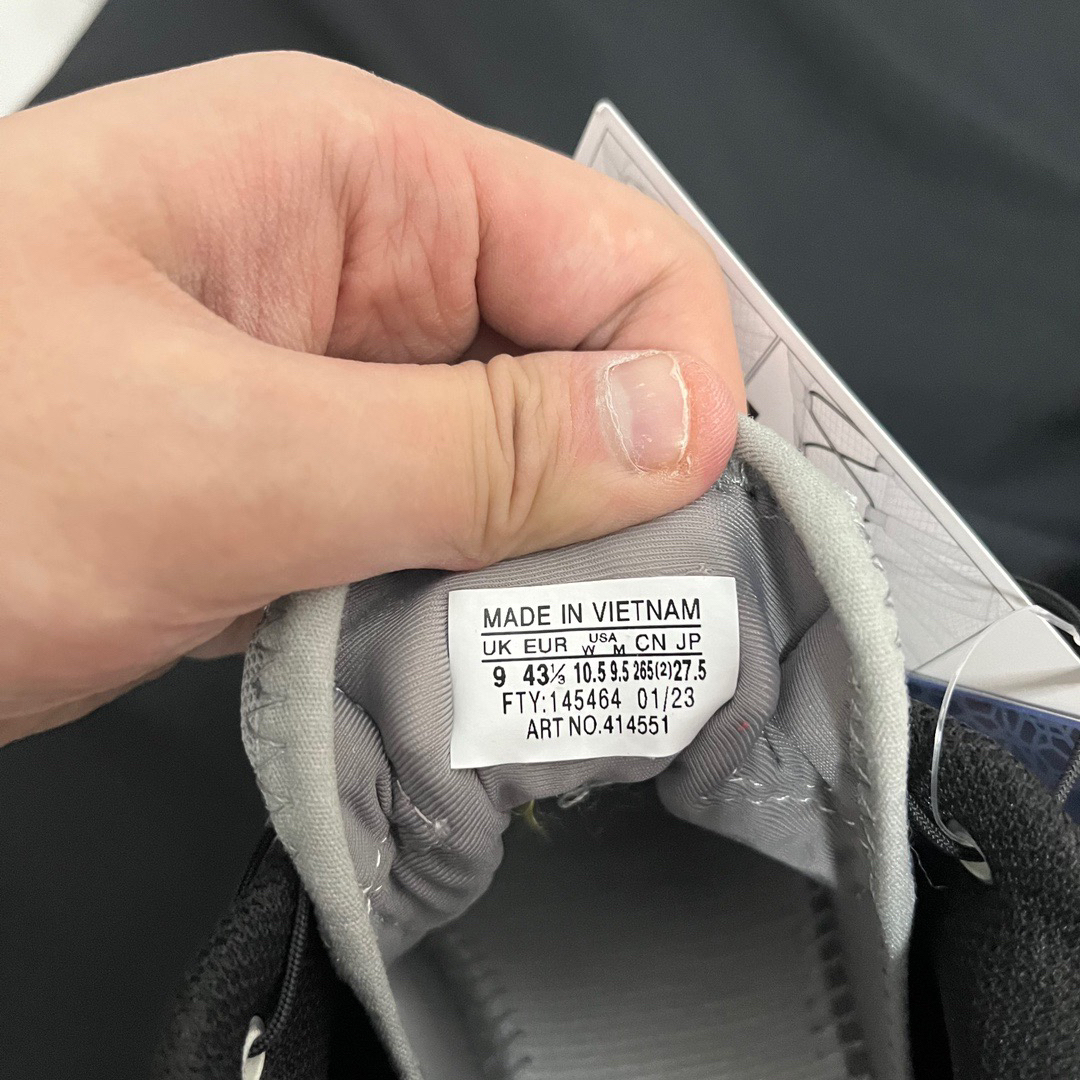 MADE IN VIETNAM
UK EUR USA W M CN JP
9 43⅓ 10.5 9.5 265(2) 27.5
FTY:145464 01/23
ART NO.414551